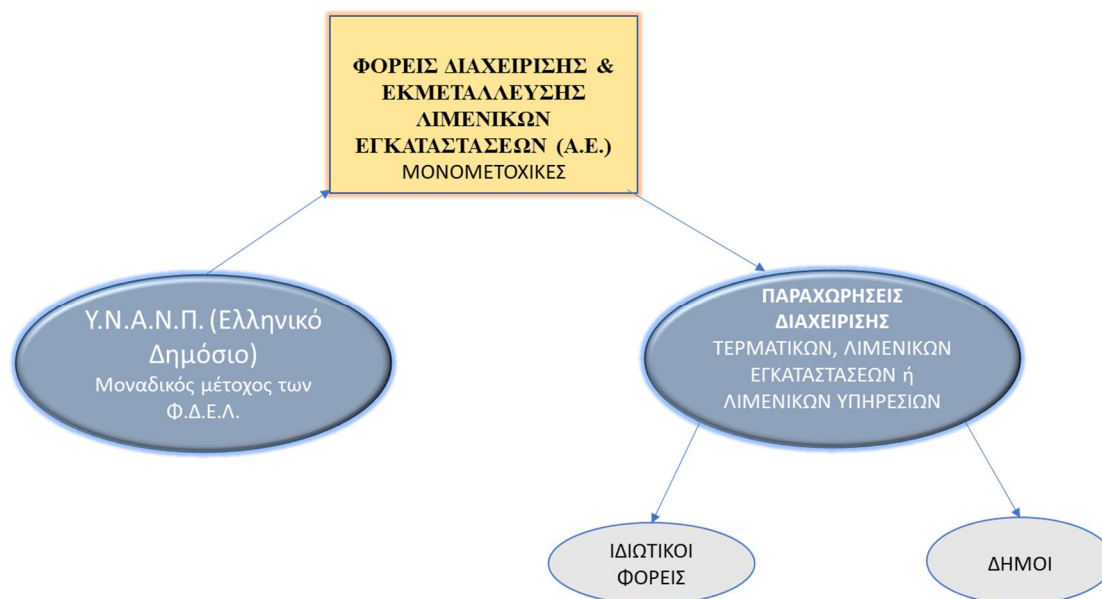 ΦΟΡΕΙΣ ΔΙΑΧΕΙΡΙΣΗΣ &
ΕΚΜΕΤΑΛΛΕΥΣΗΣ
ΛΙΜΕΝΙΚΩΝ
ΕΓΚΑΤΑΣΤΑΣΕΩΝ (Α.Ε.)
ΜΟΝΟΜΕΤΟΧΙΚΕΣ
Υ.Ν.Α.Ν.Π. (Ελληνικό
Δημόσιο)
Μοναδικός μέτοχος των
Φ.Δ.Ε.Λ.
ΠΑΡΑΧΩΡΗΣΕΙΣ
ΔΙΑΧΕΙΡΙΣΗΣ
ΤΕΡΜΑΤΙΚΩΝ, ΛΙΜΕΝΙΚΩΝ
ΕΓΚΑΤΑΣΤΑΣΕΩΝ ή
ΛΙΜΕΝΙΚΩΝ ΥΠΗΡΕΣΙΩΝ
ΙΔΙΩΤΙΚΟΙ
ΦΟΡΕΙΣ
ΔΗΜΟΙ